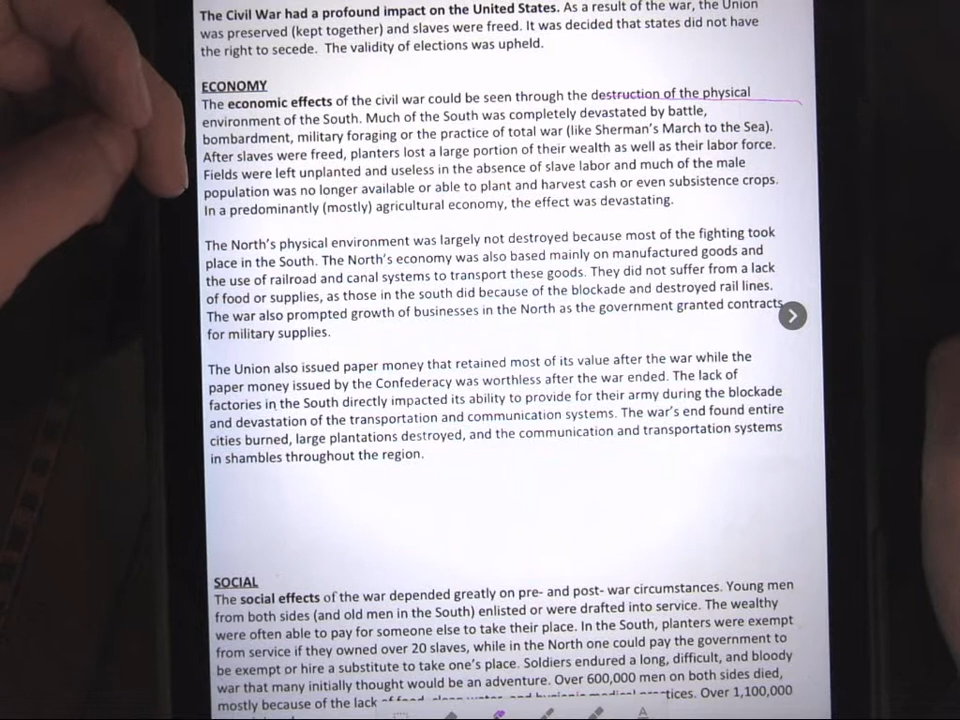 The Civil War had a profound impact on the United States. As a result of the war, the Union
was preserved (kept together) and slaves were freed. It was decided that states did not have
the right to secede. The validity of elections was upheld.
ECONOMY
The economic effects of the civil war could be seen through the destruction of the physical
environment of the South. Much of the South was completely devastated by battle,
bombardment, military foraging or the practice of total war (like Sherman's March to the Sea).
After slaves were freed, planters lost a large portion of their wealth as well as their labor force.
Fields were left unplanted and useless in the absence of slave labor and much of the male
population was no longer available or able to plant and harvest cash or even subsistence crops.
In a predominantly (mostly) agricultural economy, the effect was devastating.
The North's physical environment was largely not destroyed because most of the fighting took
place in the South. The North's economy was also based mainly on manufactured goods and
the use of railroad and canal systems to transport these goods. They did not suffer from a lack
of food or supplies, as those in the south did because of the blockade and destroyed rail lines.
The war also prompted growth of businesses in the North as the government granted contracts
for military supplies.
The Union also issued paper money that retained most of its value after the war while the
paper money issued by the Confederacy was worthless after the war ended. The lack of
factories in the South directly impacted its ability to provide for their army during the blockade
and devastation of the transportation and communication systems. The war's end found entire
cities burned, large plantations destroyed, and the communication and transportation systems
in shambles throughout the region.
SOCIAL
The social effects of the war depended greatly on pre- and post- war circumstances. Young men
from both sides (and old men in the South) enlisted or were drafted into service. The wealthy
were often able to pay for someone else to take their place. In the South, planters were exempt
from service if they owned over 20 slaves, while in the North one could pay the government to
be exempt or hire a substitute to take one's place. Soldiers endured a long, difficult, and bloody
war that many initially thought would be an adventure. Over 600,000 men on both sides died,
mostly because of the lack of food, clean water, and hygienic medical practices. Over 1,100,000